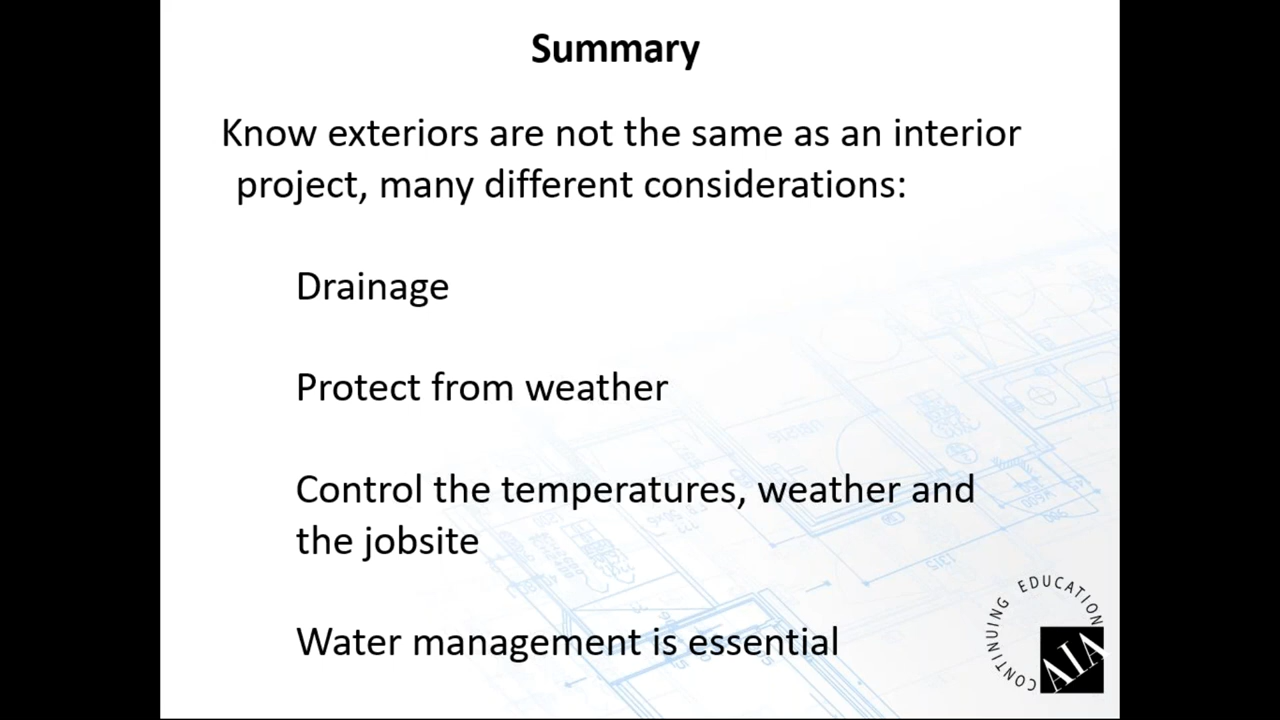 Summary
Know exteriors are not the same as an interior
project, many different considerations:
Drainage
Protect from weather
Control the temperatures, weather and
the jobsite
Water management is essential
CONTINUING EDUCATION
AIA
1315